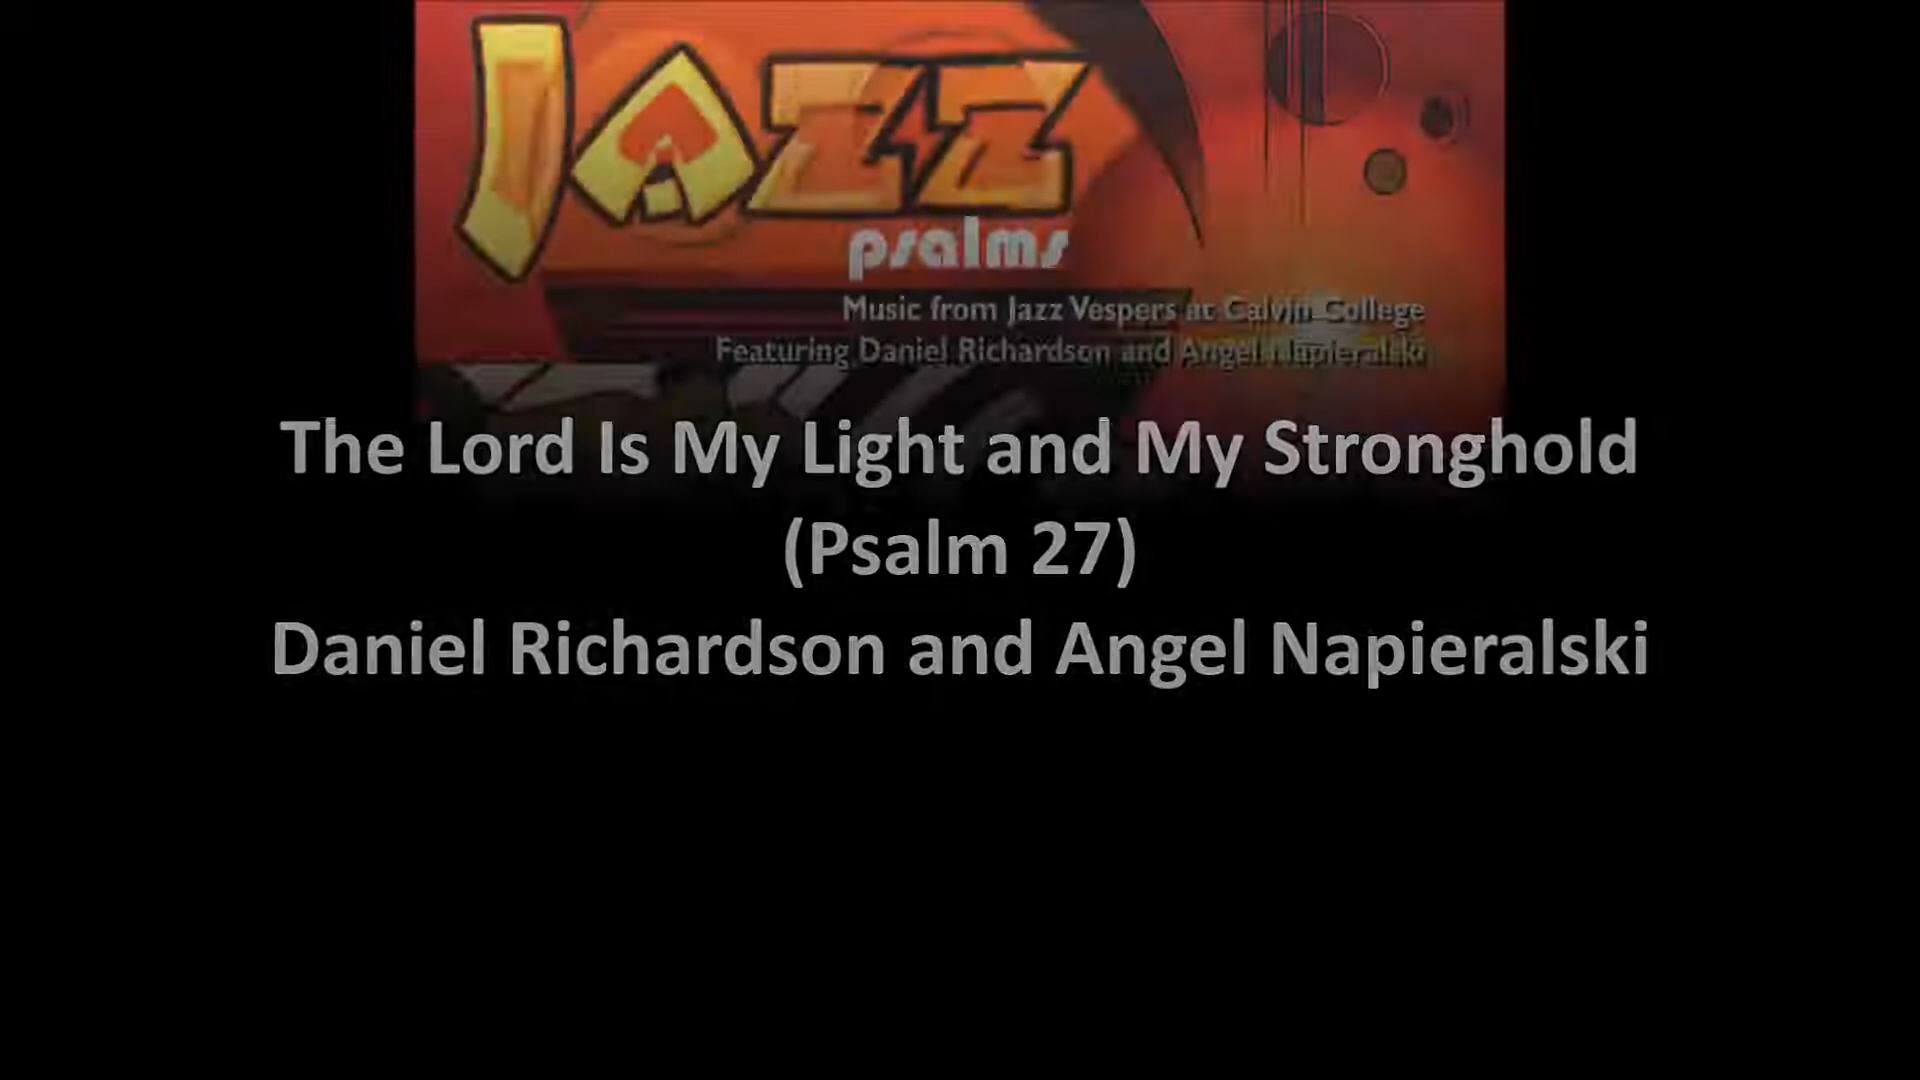 Jazz
psalms
Music from Jazz Vespers at Calvin College
Featuring Daniel Richardson and Angel Napieralski
The Lord Is My Light and My Stronghold
(Psalm 27)
Daniel Richardson and Angel Napieralski